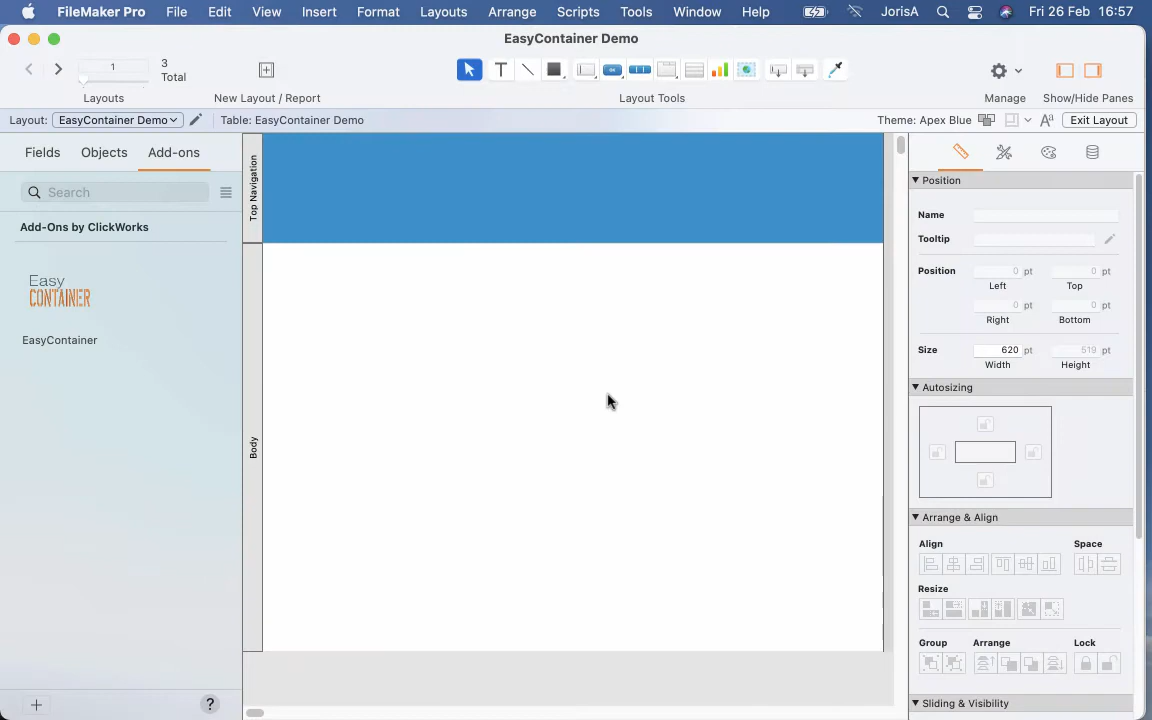 FileMaker Pro File Edit View Insert Format Layouts Arrange Scripts Tools Window Help JorisA Fri 26 Feb 16:57
EasyContainer Demo
1
3
Total
Layouts
New Layout / Report
Layout Tools
Manage
Show/Hide Panes
Layout: EasyContainer Demo
Table: EasyContainer Demo
Theme: Apex Blue
Aa
Exit Layout
Fields Objects Add-ons
Search
Add-Ons by ClickWorks
Easy
CONTAINER
EasyContainer
Top Navigation
Body
Position
Name
Tooltip
Position
0 pt
0 pt
Left
Top
0 pt
0 pt
Right
Bottom
Size
620 pt
519 pt
Width
Height
Autosizing
Arrange & Align
Align
Space
Resize
Group
Arrange
Lock
Sliding & Visibility
+
?